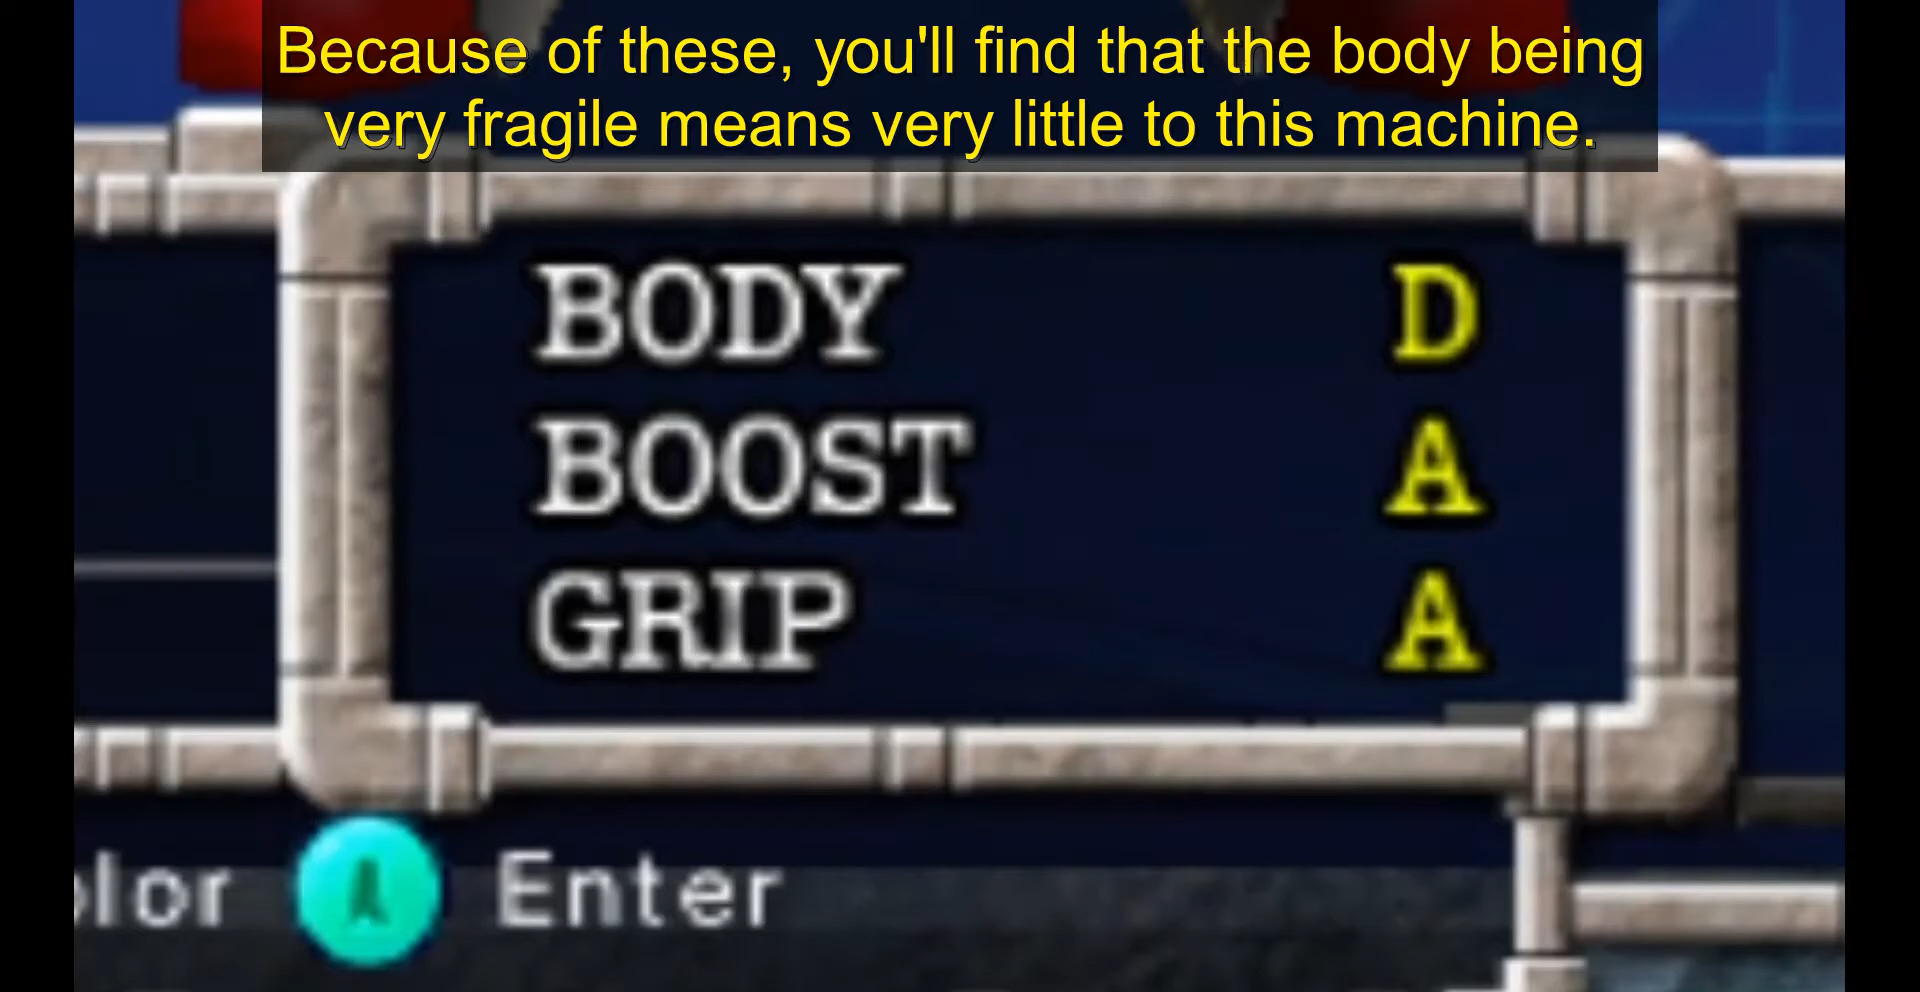 Because of these, you'll find that the body being
very fragile means very little to this machine.
BODY D
BOOST A
GRIP A
olor A Enter